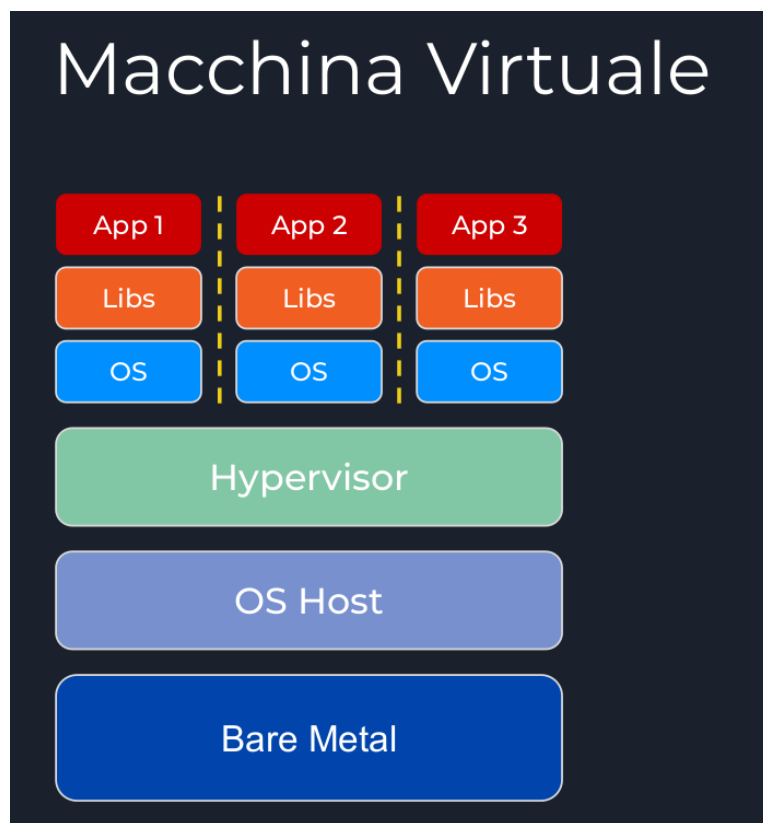 Macchina Virtuale
App 1 App 2 App 3
Libs Libs Libs
OS OS OS
Hypervisor
OS Host
Bare Metal